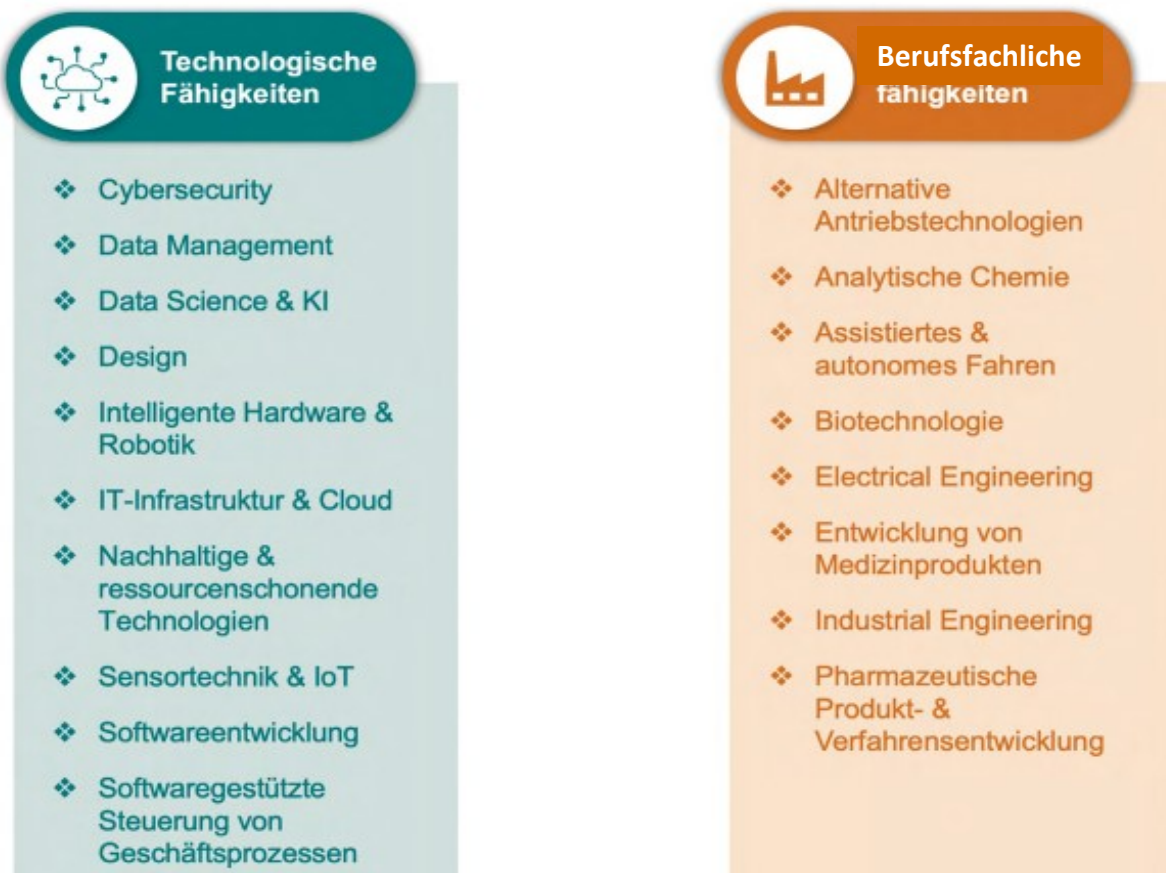 Technologische
Fähigkeiten
❖ Cybersecurity
❖ Data Management
❖ Data Science & KI
❖ Design
❖ Intelligente Hardware &
Robotik
❖ IT-Infrastruktur & Cloud
❖ Nachhaltige &
ressourcenschonende
Technologien
❖ Sensortechnik & IoT
❖ Softwareentwicklung
❖ Softwaregestützte
Steuerung von
Geschäftsprozessen
Berufsfachliche
fähigkeiten
❖ Alternative
Antriebstechnologien
❖ Analytische Chemie
❖ Assistiertes &
autonomes Fahren
❖ Biotechnologie
❖ Electrical Engineering
❖ Entwicklung von
Medizinprodukten
❖ Industrial Engineering
❖ Pharmazeutische
Produkt- &
Verfahrensentwicklung